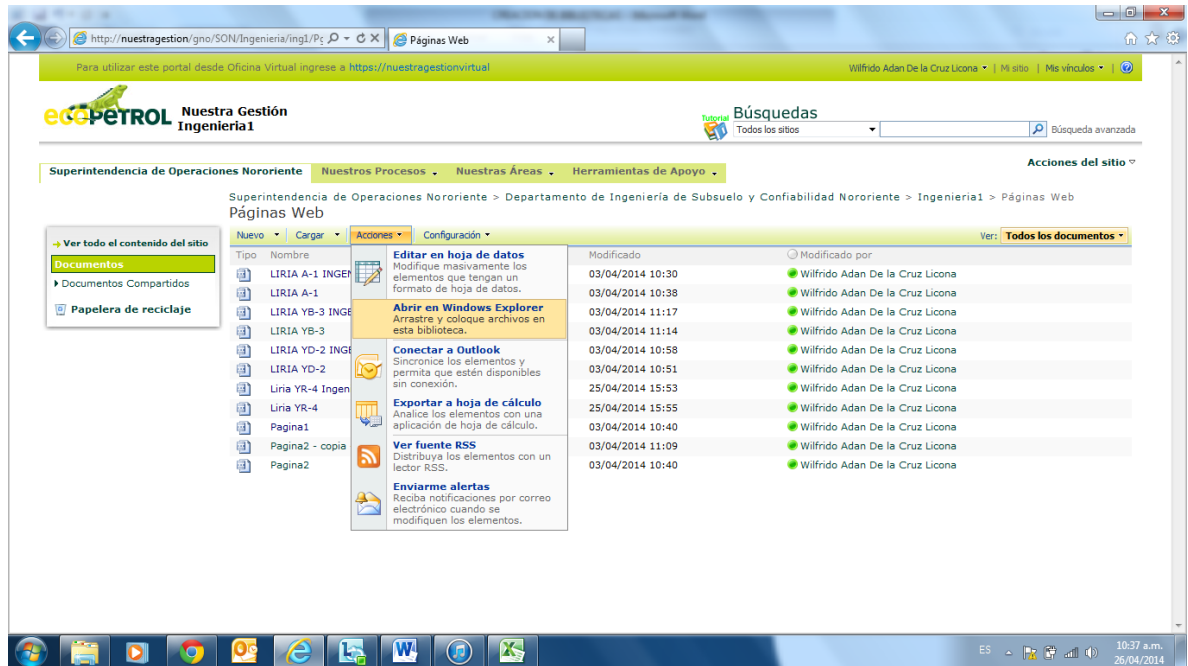 http://nuestragestion/gno/SON/Ingenieria/ing1/P
Páginas Web
Para utilizar este portal desde Oficina Virtual ingrese a https://nuestragestionvirtual
Wilfrido Adan De la Cruz Licona | Mi sitio | Mis vínculos |
ecopetrol
Nuestra Gestión
Ingenieria1
Tutorial
Búsquedas
Todos los sitios
Búsqueda avanzada
Acciones del sitio
Superintendencia de Operaciones Nororiente Nuestros Procesos Nuestras Áreas Herramientas de Apoyo
Superintendencia de Operaciones Nororiente > Departamento de Ingeniería de Subsuelo y Confiabilidad Nororiente > Ingenieria1 > Páginas Web
Páginas Web
Ver todo el contenido del sitio
Documentos
Documentos Compartidos
Papelera de reciclaje
Nuevo Cargar Acciones Configuración
Ver: Todos los documentos
Tipo Nombre Modificado Modificado por
LIRIA A-1 INGEN 03/04/2014 10:30 Wilfrido Adan De la Cruz Licona
LIRIA A-1 03/04/2014 10:38 Wilfrido Adan De la Cruz Licona
LIRIA YB-3 INGE 03/04/2014 11:17 Wilfrido Adan De la Cruz Licona
LIRIA YB-3 03/04/2014 11:14 Wilfrido Adan De la Cruz Licona
LIRIA YD-2 INGE 03/04/2014 10:58 Wilfrido Adan De la Cruz Licona
LIRIA YD-2 03/04/2014 10:51 Wilfrido Adan De la Cruz Licona
Liria YR-4 Ingen 25/04/2014 15:53 Wilfrido Adan De la Cruz Licona
Liria YR-4 25/04/2014 15:55 Wilfrido Adan De la Cruz Licona
Pagina1 03/04/2014 10:40 Wilfrido Adan De la Cruz Licona
Pagina2 - copia 03/04/2014 11:09 Wilfrido Adan De la Cruz Licona
Pagina2 03/04/2014 10:40 Wilfrido Adan De la Cruz Licona
Editar en hoja de datos
Modifique masivamente los
elementos que tengan un
formato de hoja de datos.
Abrir en Windows Explorer
Arrastre y coloque archivos en
esta biblioteca.
Conectar a Outlook
Sincronice los elementos y
permita que estén disponibles
sin conexión.
Exportar a hoja de cálculo
Analice los elementos con una
aplicación de hoja de cálculo.
Ver fuente RSS
Distribuya los elementos con un
lector RSS.
Enviarme alertas
Reciba notificaciones por correo
electrónico cuando se
modifiquen los elementos.
ES
10:37 a.m.
26/04/2014